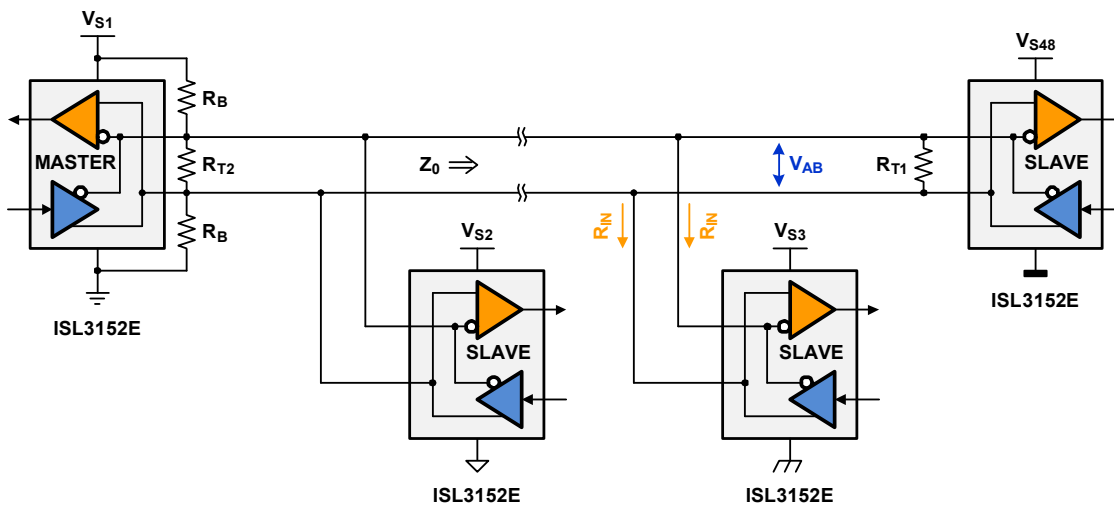 VS1
RB
MASTER
RT2
RB
ISL3152E
Z0 ⇒
VAB
RT1
VS48
SLAVE
ISL3152E
RIN
RIN
VS2
SLAVE
ISL3152E
VS3
SLAVE
ISL3152E